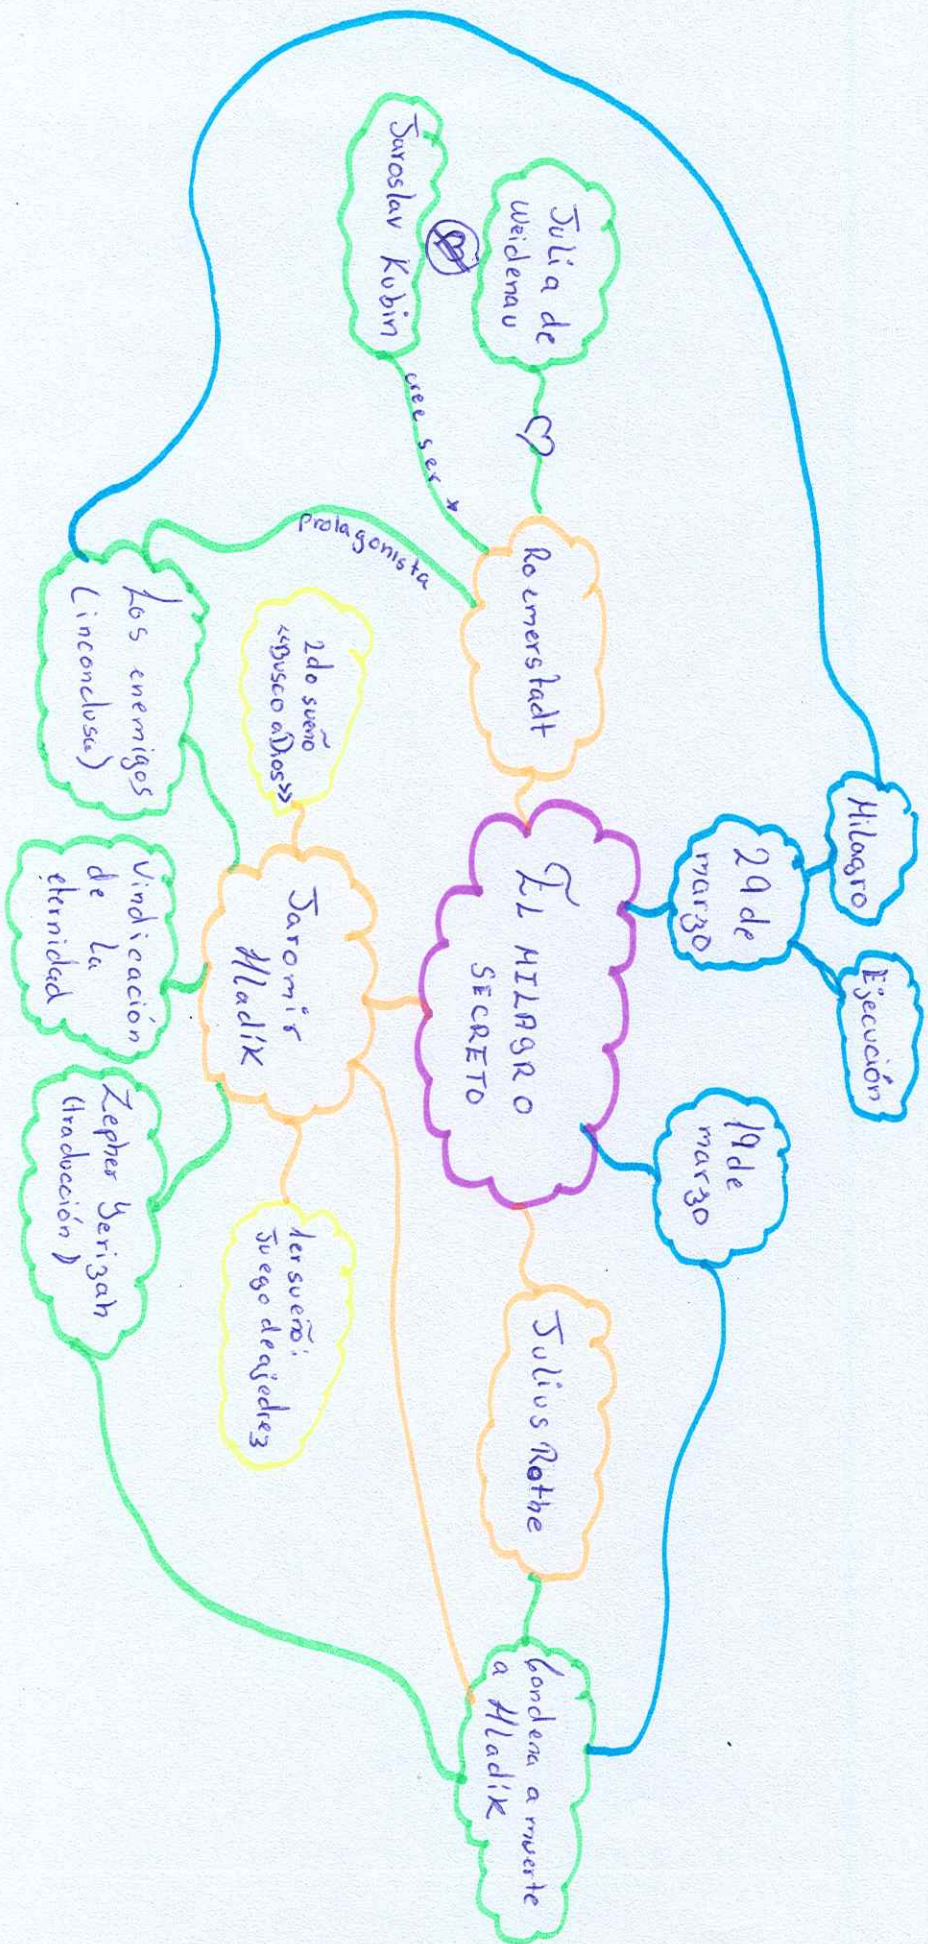 Milagro
Ejecución
29 de
marzo
19 de
marzo
Julia de
Weidenau
Jaroslav Kubin
cree ser
Roemerstadt
EL MILAGRO
SECRETO
Julius Rothe
Condena a muerte
a Hladík
protagonista
2do sueño
«Busco a Dios»
Jaromir
Hladík
1er sueño:
Juego de ajedrez
Los enemigos
(inconclusa)
Vindicación
de la
eternidad
Zepher Yerizah
(traducción)